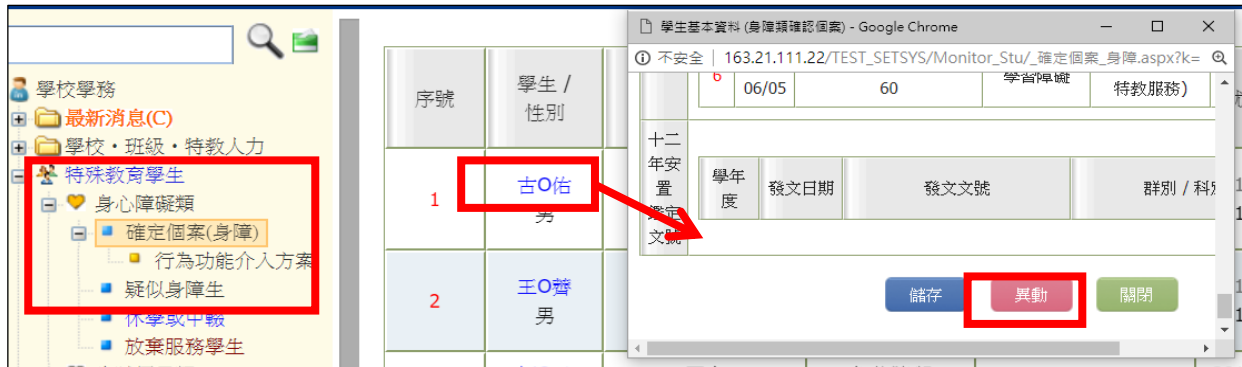 學校學務
最新消息(C)
學校・班級・特教人力
特殊教育學生
身心障礙類
確定個案(身障)
行為功能介入方案
疑似身障生
休學或中輟
放棄服務學生
序號
學生 /
性別
1
古O佑
男
2
王O薺
男
學生基本資料 (身障類確認個案) - Google Chrome
不安全 | 163.21.111.22/TEST_SETSYS/Monitor_Stu/_確定個案_身障.aspx?k=
6
06/05
60
學習障礙
特教服務)
十二
年安
置
鑑定
文號
學年
度
發文日期
發文文號
群別 / 科別
儲存
異動
關閉